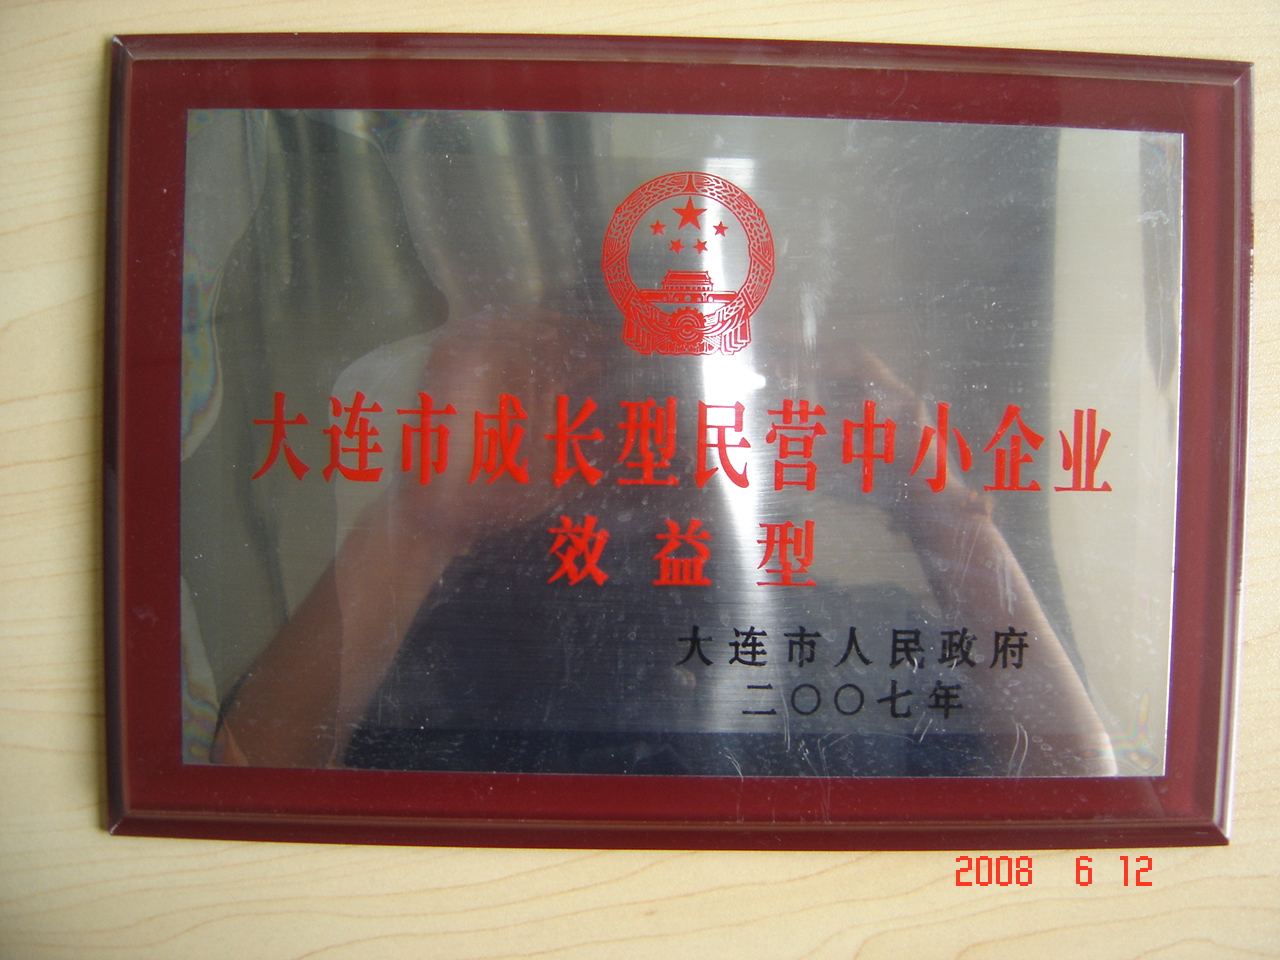 大连市成长型民营中小企业
效益型
大连市人民政府
二〇〇七年
2008 6 12